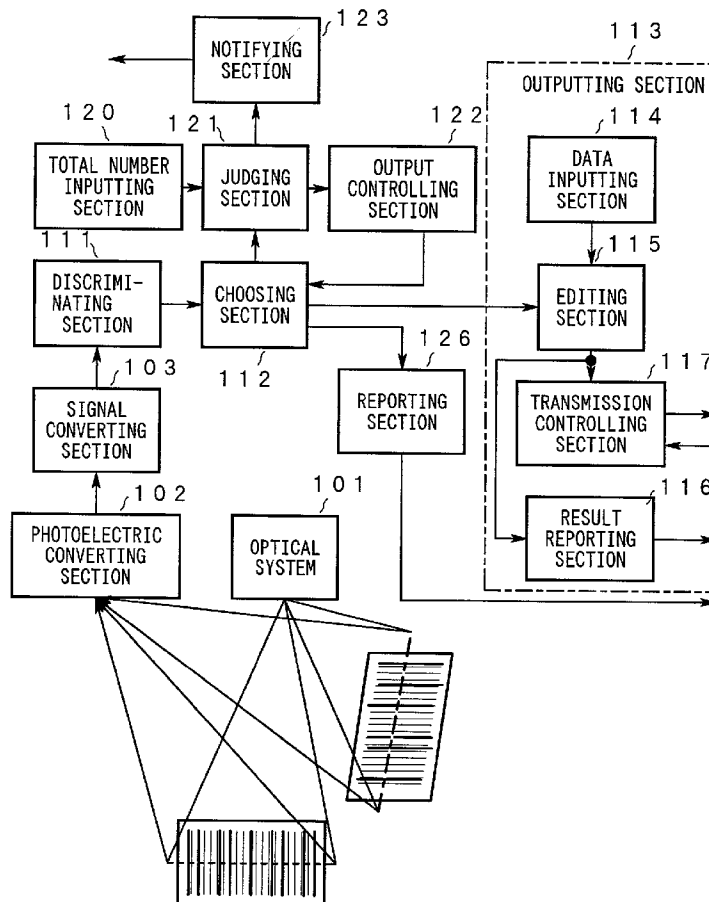 123
NOTIFYING
SECTION
113
OUTPUTTING SECTION
120
121
122
114
TOTAL NUMBER
INPUTTING
SECTION
JUDGING
SECTION
OUTPUT
CONTROLLING
SECTION
DATA
INPUTTING
SECTION
111
115
DISCRIMI-
NATING
SECTION
CHOOSING
SECTION
EDITING
SECTION
112
126
103
117
SIGNAL
CONVERTING
SECTION
REPORTING
SECTION
TRANSMISSION
CONTROLLING
SECTION
102
101
116
PHOTOELECTRIC
CONVERTING
SECTION
OPTICAL
SYSTEM
RESULT
REPORTING
SECTION